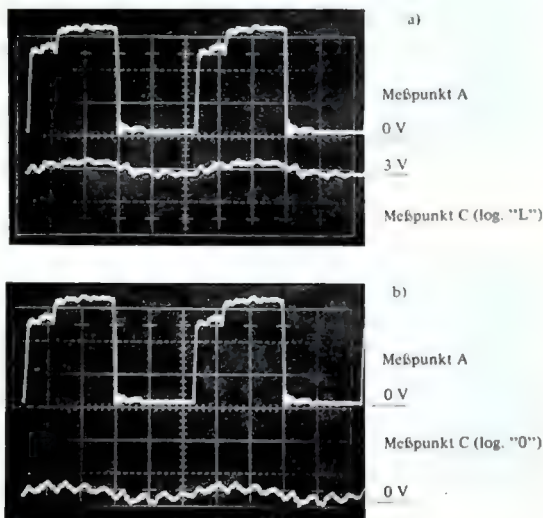 a)
Meßpunkt A
0 V
3 V
Meßpunkt C (log. "L")
b)
Meßpunkt A
0 V
Meßpunkt C (log. "0")
0 V